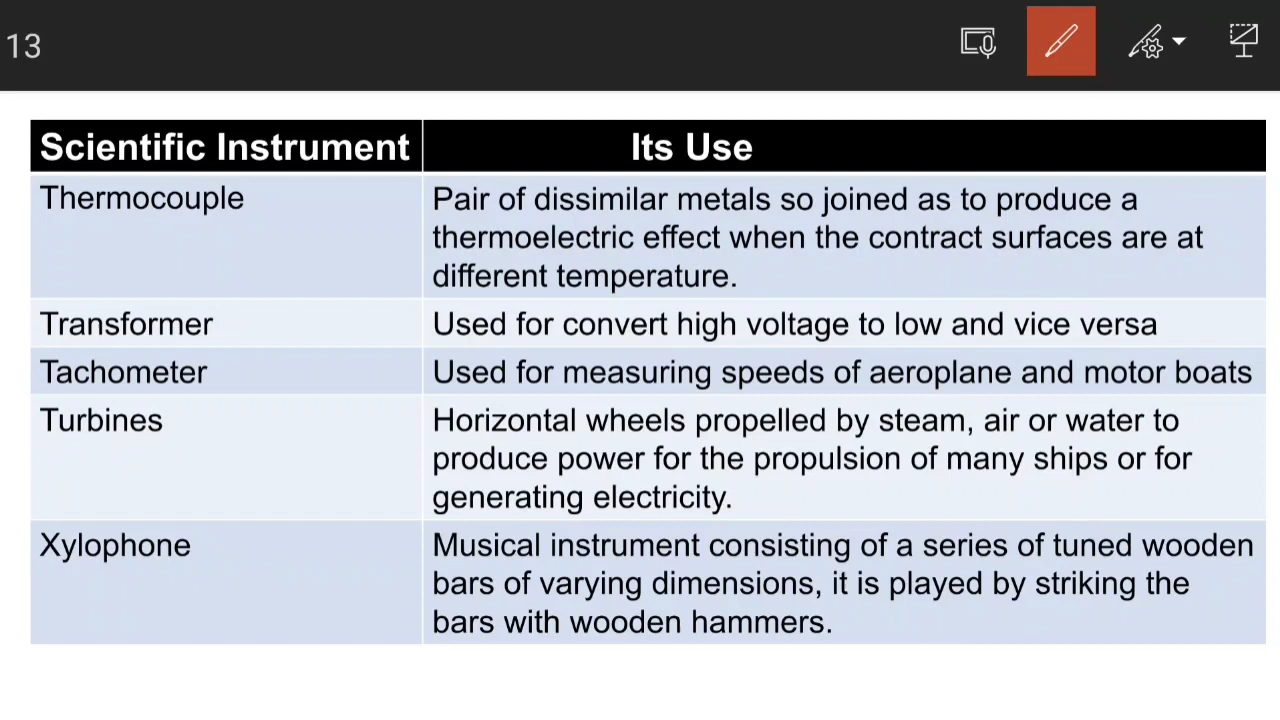 13
Scientific Instrument Its Use
Thermocouple Pair of dissimilar metals so joined as to produce a
thermoelectric effect when the contract surfaces are at
different temperature.
Transformer Used for convert high voltage to low and vice versa
Tachometer Used for measuring speeds of aeroplane and motor boats
Turbines Horizontal wheels propelled by steam, air or water to
produce power for the propulsion of many ships or for
generating electricity.
Xylophone Musical instrument consisting of a series of tuned wooden
bars of varying dimensions, it is played by striking the
bars with wooden hammers.